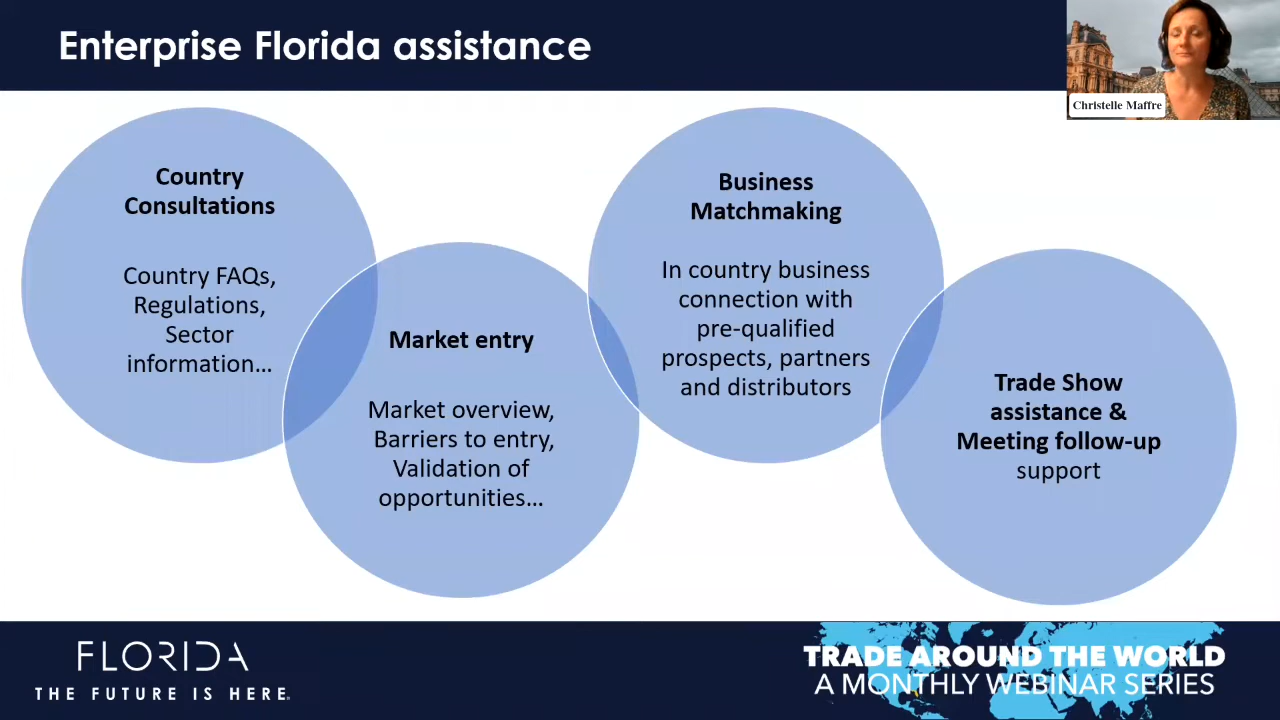 Enterprise Florida assistance
Christelle Maffre
Country
Consultations
Country FAQs,
Regulations,
Sector
information...
Market entry
Market overview,
Barriers to entry,
Validation of
opportunities...
Business
Matchmaking
In country business
connection with
pre-qualified
prospects, partners
and distributors
Trade Show
assistance &
Meeting follow-up
support
FLORIDA
THE FUTURE IS HERE.
TRADE AROUND THE WORLD
A MONTHLY WEBINAR SERIES